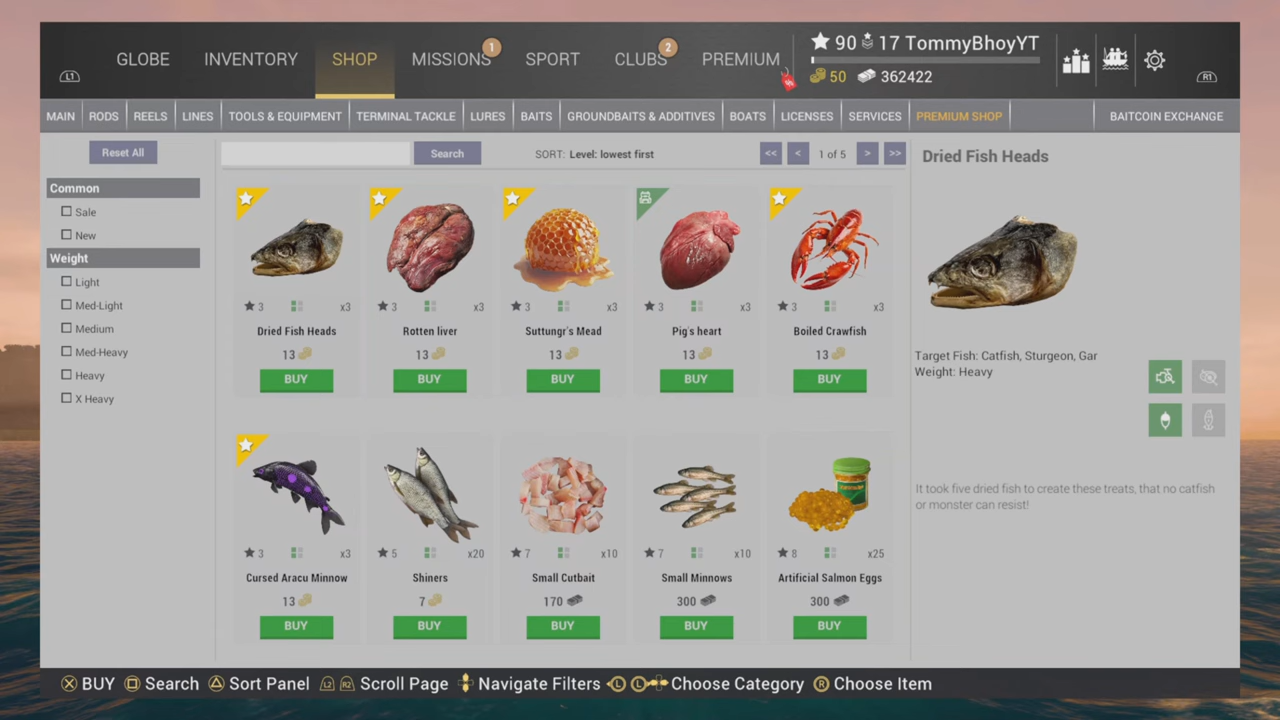 L1
GLOBE INVENTORY SHOP MISSIONS 1 SPORT CLUBS 2 PREMIUM
90 17 TommyBhoyYT
50 362422
R1
MAIN RODS REELS LINES TOOLS & EQUIPMENT TERMINAL TACKLE LURES BAITS GROUNDBAITS & ADDITIVES BOATS LICENSES SERVICES PREMIUM SHOP BAITCOIN EXCHANGE
Reset All
Common
Sale
New
Weight
Light
Med-Light
Medium
Med-Heavy
Heavy
X Heavy
Search SORT: Level: lowest first << < 1 of 5 > >>
3 x3 3 x3 3 x3 3 x3 3 x3
Dried Fish Heads Rotten liver Suttungr's Mead Pig's heart Boiled Crawfish
13 13 13 13 13
BUY BUY BUY BUY BUY
3 x3 5 x20 7 x10 7 x10 8 x25
Cursed Aracu Minnow Shiners Small Cutbait Small Minnows Artificial Salmon Eggs
13 7 170 300 300
BUY BUY BUY BUY BUY
Dried Fish Heads
Target Fish: Catfish, Sturgeon, Gar
Weight: Heavy
It took five dried fish to create these treats, that no catfish
or monster can resist!
BUY Search Sort Panel L2 R2 Scroll Page Navigate Filters L L Choose Category R Choose Item